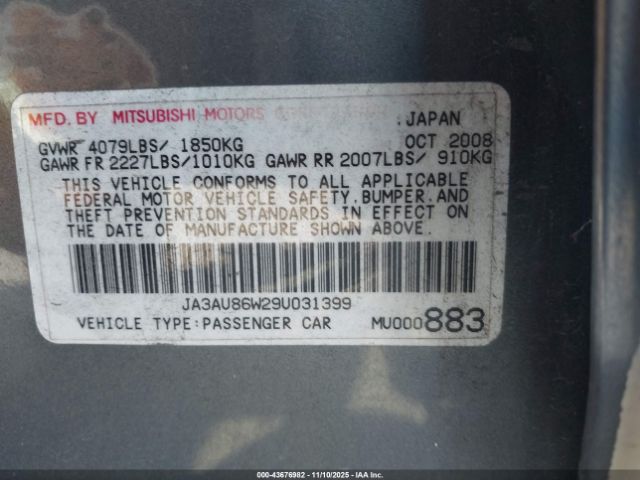 MFD. BY MITSUBISHI MOTORS JAPAN
GVWR 4079LBS/ 1850KG OCT 2008
GAWR FR 2227LBS/1010KG GAWR RR 2007LBS/ 910KG
THIS VEHICLE CONFORMS TO ALL APPLICABLE
FEDERAL MOTOR VEHICLE SAFETY, BUMPER, AND
THEFT PREVENTION STANDARDS IN EFFECT ON
THE DATE OF MANUFACTURE SHOWN ABOVE.
JA3AU86W29U031399
VEHICLE TYPE:PASSENGER CAR MU000883
000-43676982 - 11/10/2025 - IAA Inc.